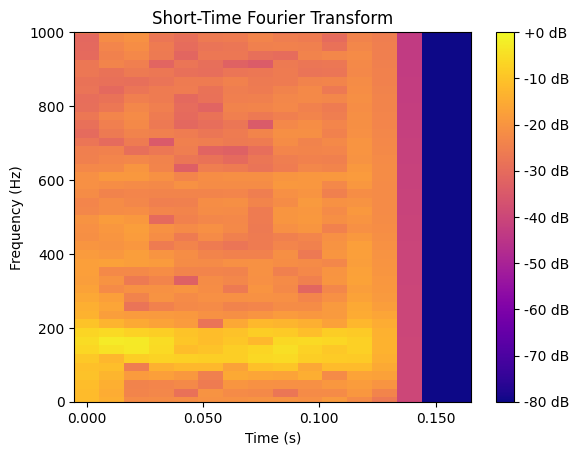 Short-Time Fourier Transform
1000
800
600
400
200
0
Frequency (Hz)
0.000
0.050
0.100
0.150
Time (s)
+0 dB
-10 dB
-20 dB
-30 dB
-40 dB
-50 dB
-60 dB
-70 dB
-80 dB